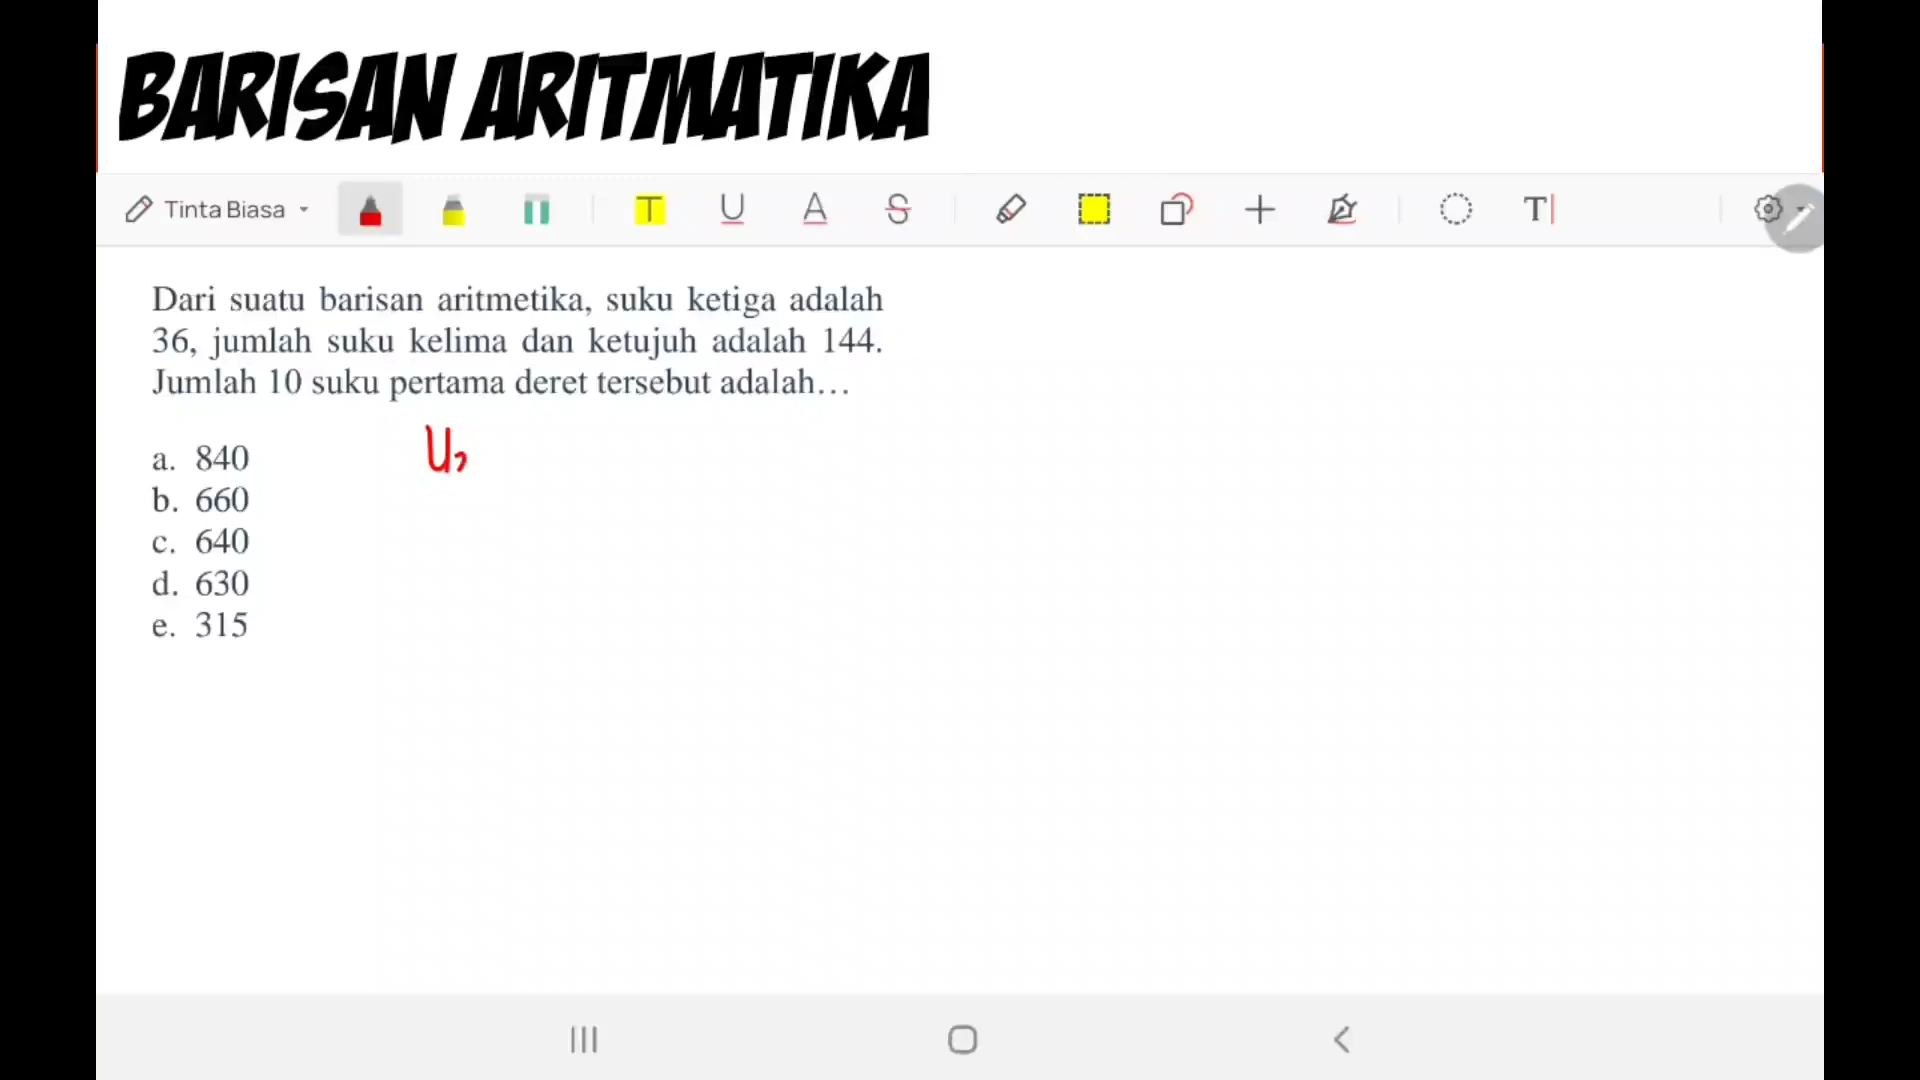 BARISAN ARITMATIKA
Tinta Biasa
Dari suatu barisan aritmetika, suku ketiga adalah
36, jumlah suku kelima dan ketujuh adalah 144.
Jumlah 10 suku pertama deret tersebut adalah...
a. 840
b. 660
c. 640
d. 630
e. 315
U